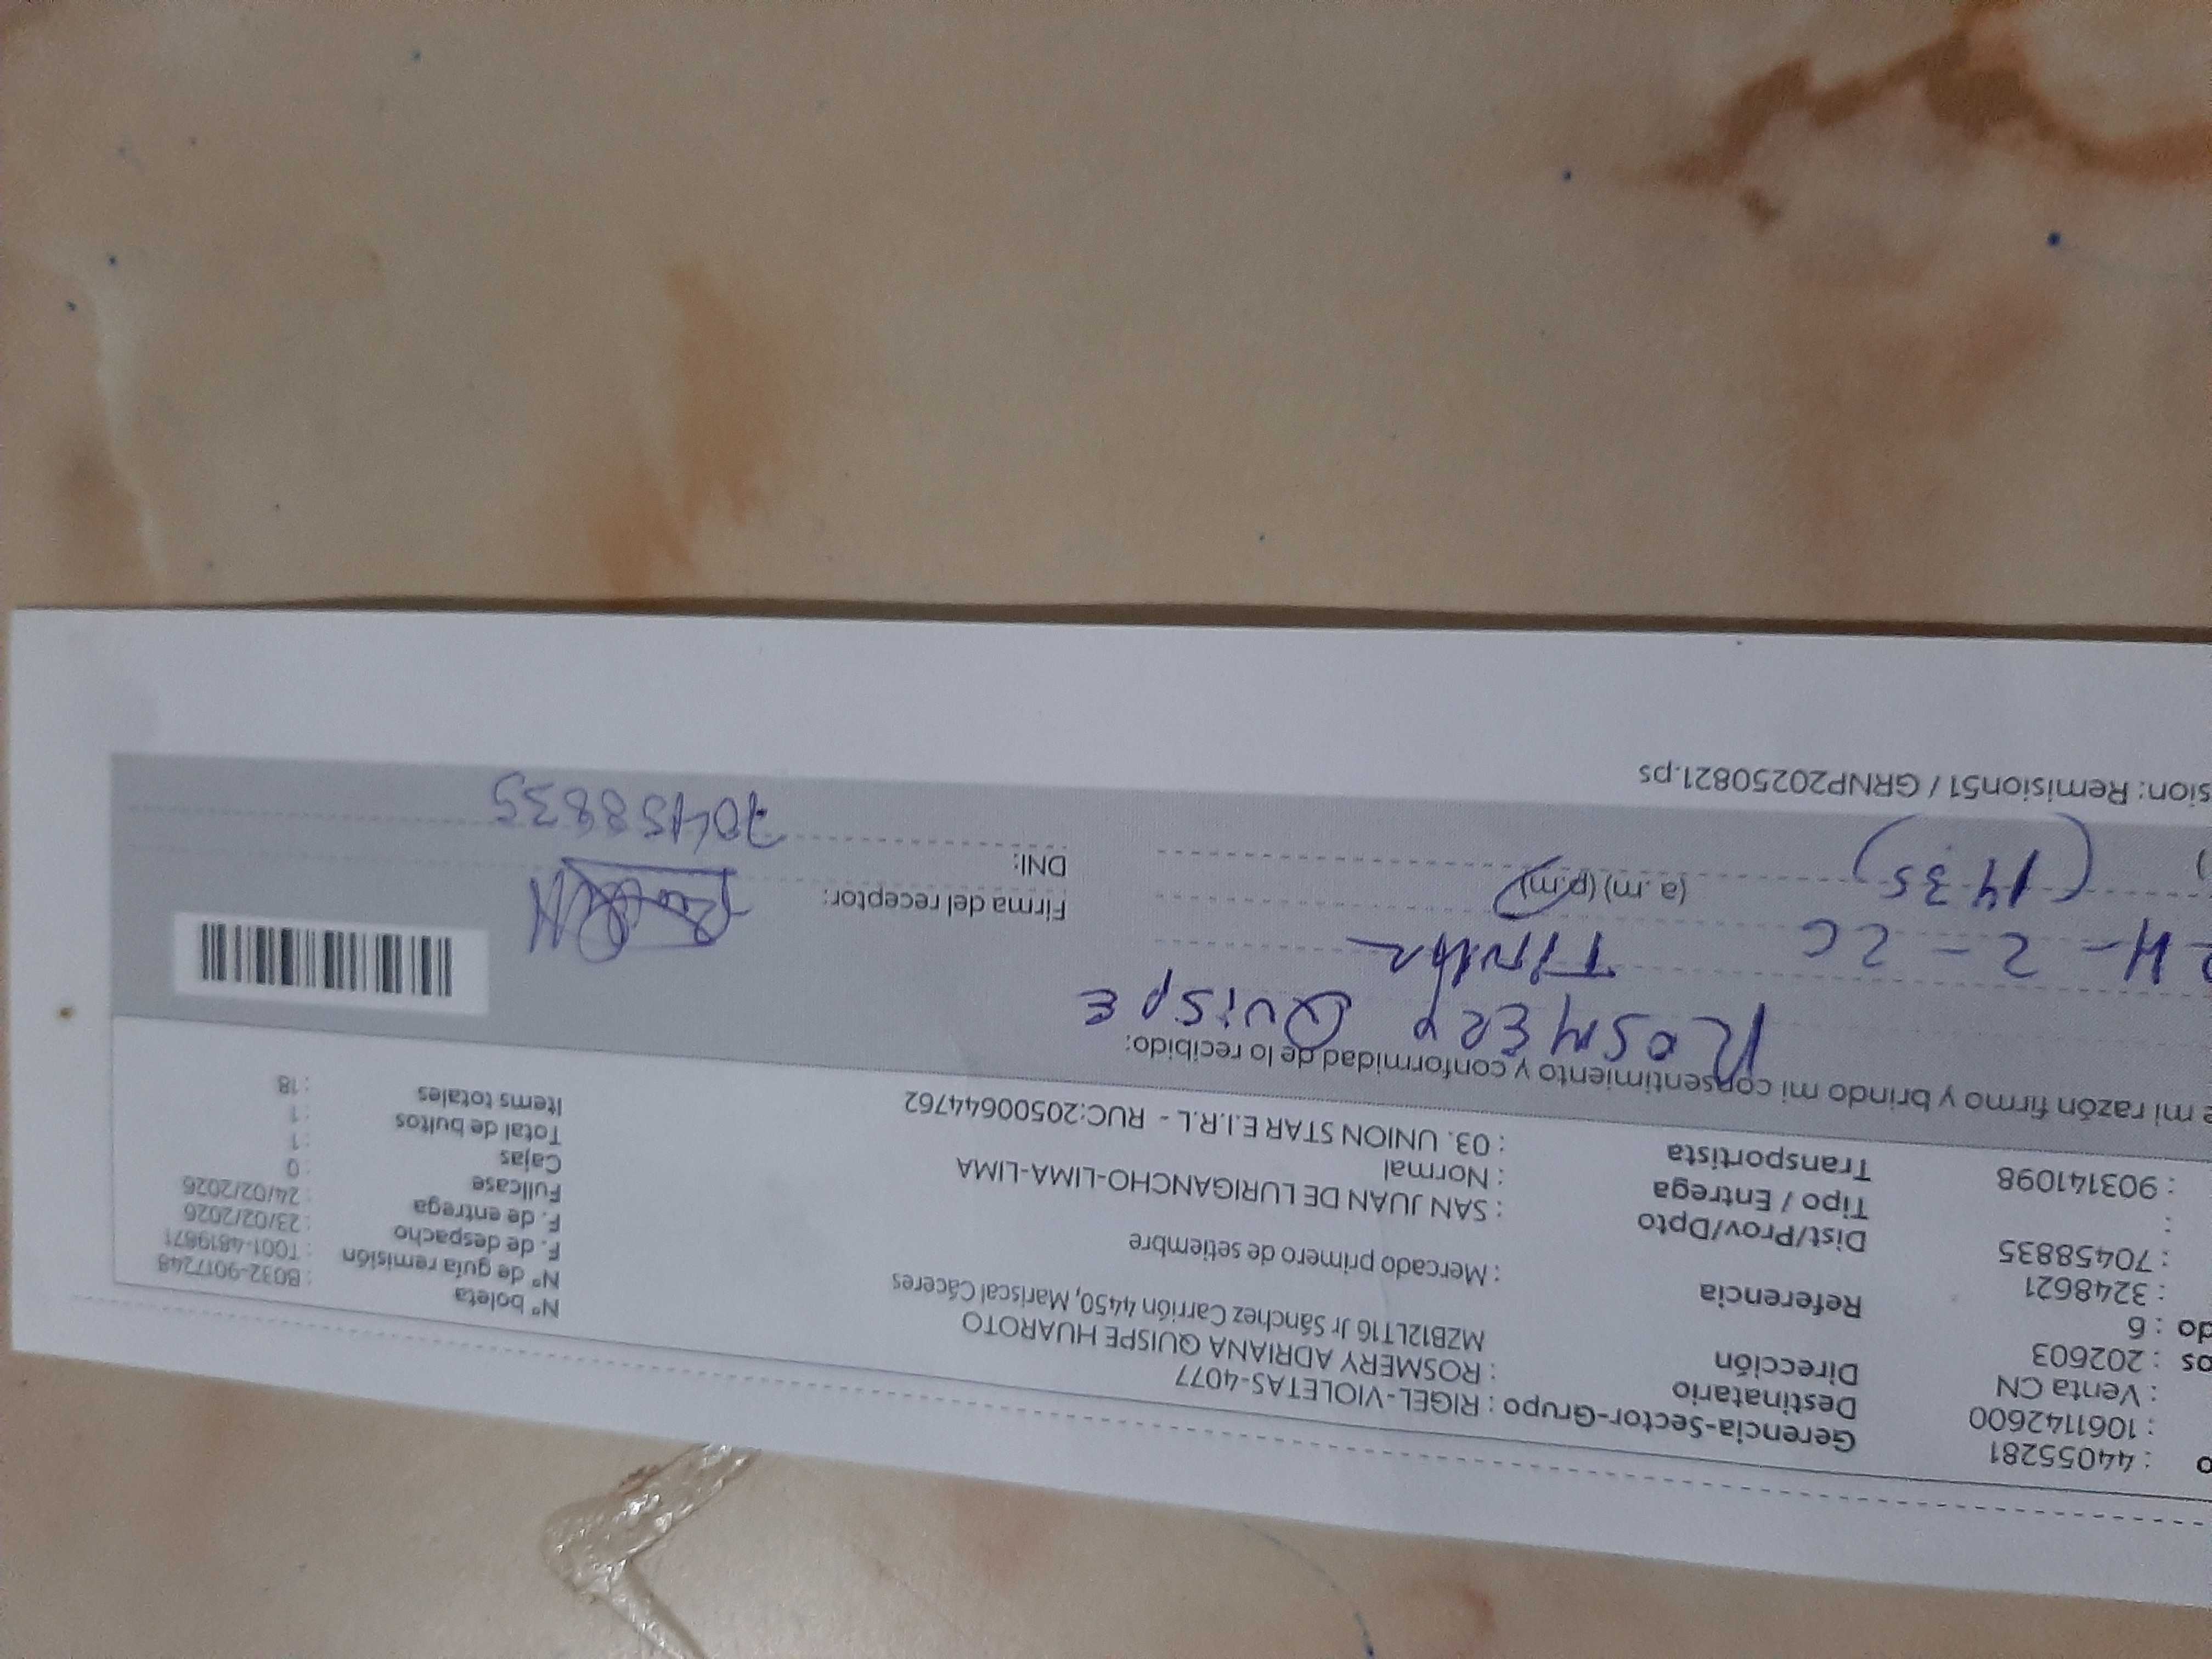 : 44055281 Gerencia-Sector-Grupo : RIGEL-VIOLETAS-4077
: 1061142600 Destinatario : ROSMERY ADRIANA QUISPE HUAROTO
: Venta CN Dirección MZB12LT16 Jr Sánchez Carrión 4450, Mariscal Cáceres
os : 202603
do : 6 Referencia : Mercado primero de setiembre
: 3248621
: 70458835 Dist/Prov/Dpto : SAN JUAN DE LURIGANCHO-LIMA-LIMA
: Tipo / Entrega : Normal
: 903141098 Transportista : 03. UNION STAR E.I.R.L - RUC:20500644762
Nº boleta : B032-9017248
Nº de guía remisión : T001-4819671
F. de despacho : 23/02/2026
F. de entrega : 24/02/2026
Fullcase : 0
Cajas : 1
Total de bultos : 1
Items totales : 18
e mi razón firmo y brindo mi consentimiento y conformidad de lo recibido:
ROSMERY QUISPE
24-2-26
(14 35) (a.m) (p.m)
Firma del receptor:
DNI: 70458835
sion: Remision51 / GRNP20250821.ps